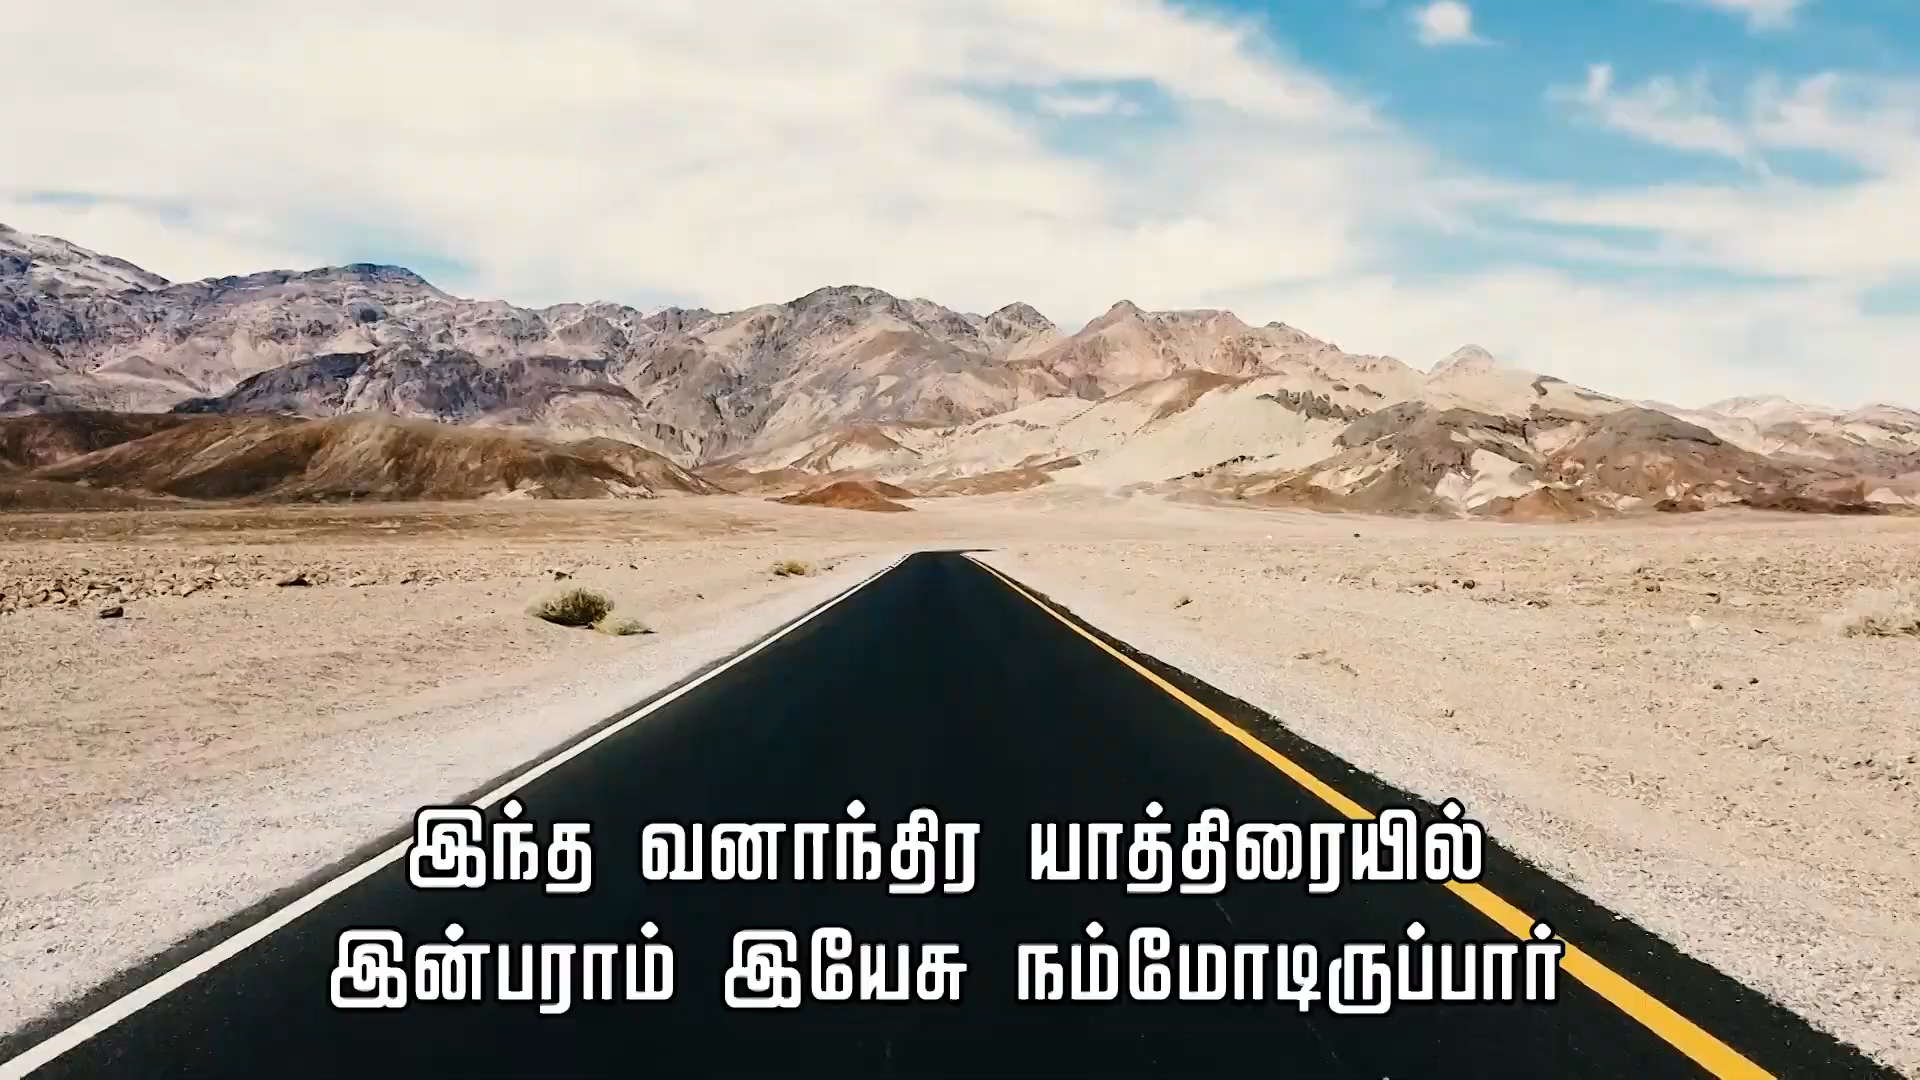 இந்த வனாந்திர யாத்திரையில்
இன்பராம் இயேசு நம்மோடிருப்பார்